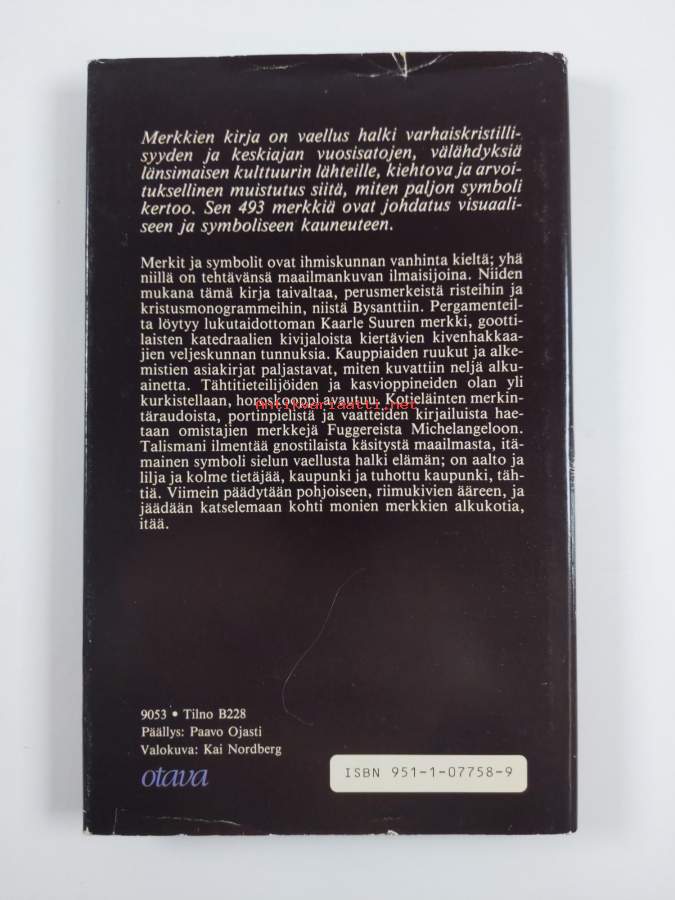 Merkkien kirja on vaellus halki varhaiskristilli-
syyden ja keskiajan vuosisatojen, välähdyksiä
länsimaisen kulttuurin lähteille, kiehtova ja arvoi-
tuksellinen muistutus siitä, miten paljon symboli
kertoo. Sen 493 merkkiä ovat johdatus visuaali-
seen ja symboliseen kauneuteen.
Merkit ja symbolit ovat ihmiskunnan vanhinta kieltä; yhä
niillä on tehtävänsä maailmankuvan ilmaisijoina. Niiden
mukana tämä kirja taivaltaa, perusmerkeistä risteihin ja
kristusmonogrammeihin, niistä Bysanttiin. Pergamenteil-
ta löytyy lukutaidottoman Kaarle Suuren merkki, gootti-
laisten katedraalien kivijaloista kiertävien kivenhakkaa-
jien veljeskunnan tunnuksia. Kauppiaiden ruukut ja alke-
mistien asiakirjat paljastavat, miten kuvattiin neljä alku-
ainetta. Tähtitieteilijöiden ja kasvioppineiden olan yli
kurkistellaan, horoskooppi avautuu. Kotieläinten merkin-
täraudoista, portinpielistä ja vaatteiden kirjailuista hae-
taan omistajien merkkejä Fuggereista Michelangeloon.
Talismani ilmentää gnostilaista käsitystä maailmasta, itä-
mainen symboli sielun vaellusta halki elämän; on aalto ja
lilja ja kolme tietäjää, kaupunki ja tuhottu kaupunki, täh-
tiä. Viimein päädytään pohjoiseen, riimukivien ääreen, ja
jäädään katselemaan kohti monien merkkien alkukotia,
itää.
antikvariaatti.net
9053 • Tilno B228
Päällys: Paavo Ojasti
Valokuva: Kai Nordberg
otava
ISBN 951-1-07758-9